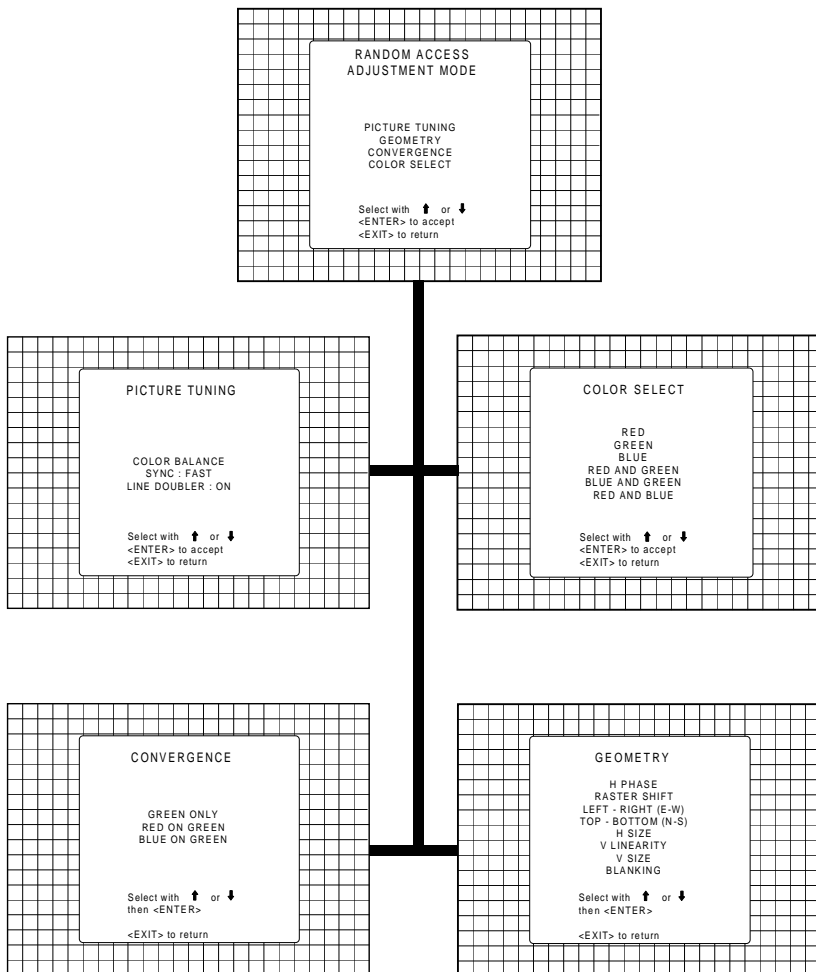 RANDOM ACCESS
ADJUSTMENT MODE
PICTURE TUNING
GEOMETRY
CONVERGENCE
COLOR SELECT
Select with ⬆ or ⬇
<ENTER> to accept
<EXIT> to return
PICTURE TUNING
COLOR BALANCE
SYNC : FAST
LINE DOUBLER : ON
Select with ⬆ or ⬇
<ENTER> to accept
<EXIT> to return
COLOR SELECT
RED
GREEN
BLUE
RED AND GREEN
BLUE AND GREEN
RED AND BLUE
Select with ⬆ or ⬇
<ENTER> to accept
<EXIT> to return
CONVERGENCE
GREEN ONLY
RED ON GREEN
BLUE ON GREEN
Select with ⬆ or ⬇
then <ENTER>
<EXIT> to return
GEOMETRY
H PHASE
RASTER SHIFT
LEFT - RIGHT (E-W)
TOP - BOTTOM (N-S)
H SIZE
V LINEARITY
V SIZE
BLANKING
Select with ⬆ or ⬇
then <ENTER>
<EXIT> to return